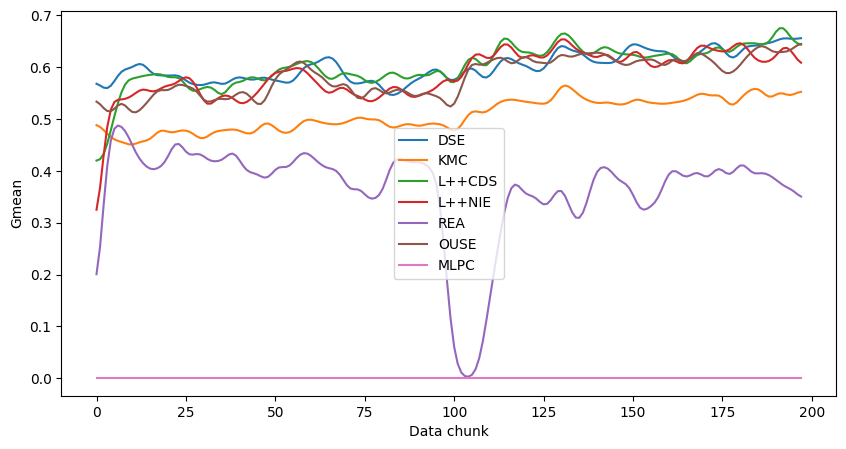 0.7
0.6
0.5
0.4
0.3
0.2
0.1
0.0
Gmean
DSE
KMC
L++CDS
L++NIE
REA
OUSE
MLPC
0 25 50 75 100 125 150 175 200
Data chunk